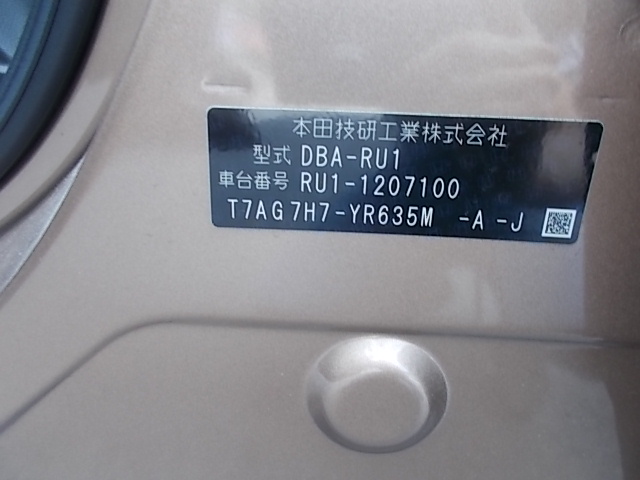 本田技研工業株式会社
型式 DBA-RU1
車台番号 RU1-1207100
T7AG7H7-YR635M -A -J